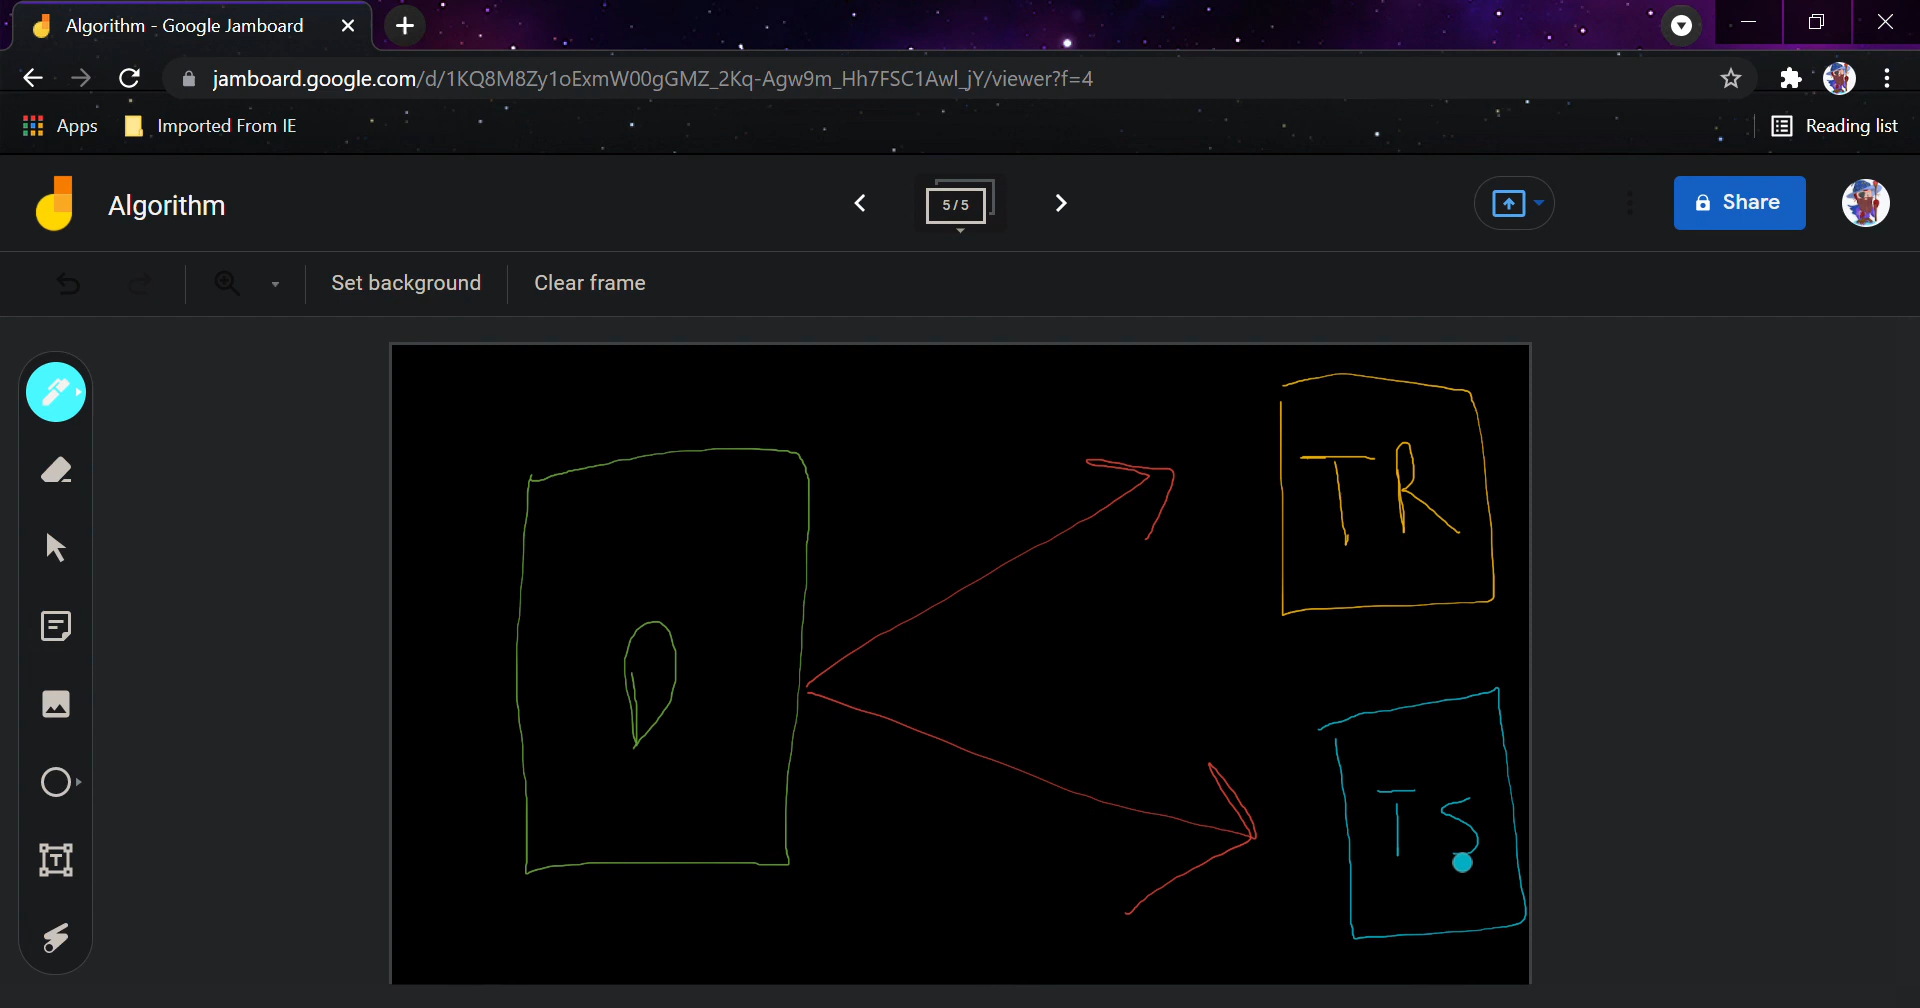 Algorithm - Google Jamboard
jamboard.google.com/d/1KQ8M8Zy1oExmW00gGMZ_2Kq-Agw9m_Hh7FSC1Awl_jY/viewer?f=4
Apps
Imported From IE
Reading list
Algorithm
5/5
Share
Set background
Clear frame
TR
D
TS
T